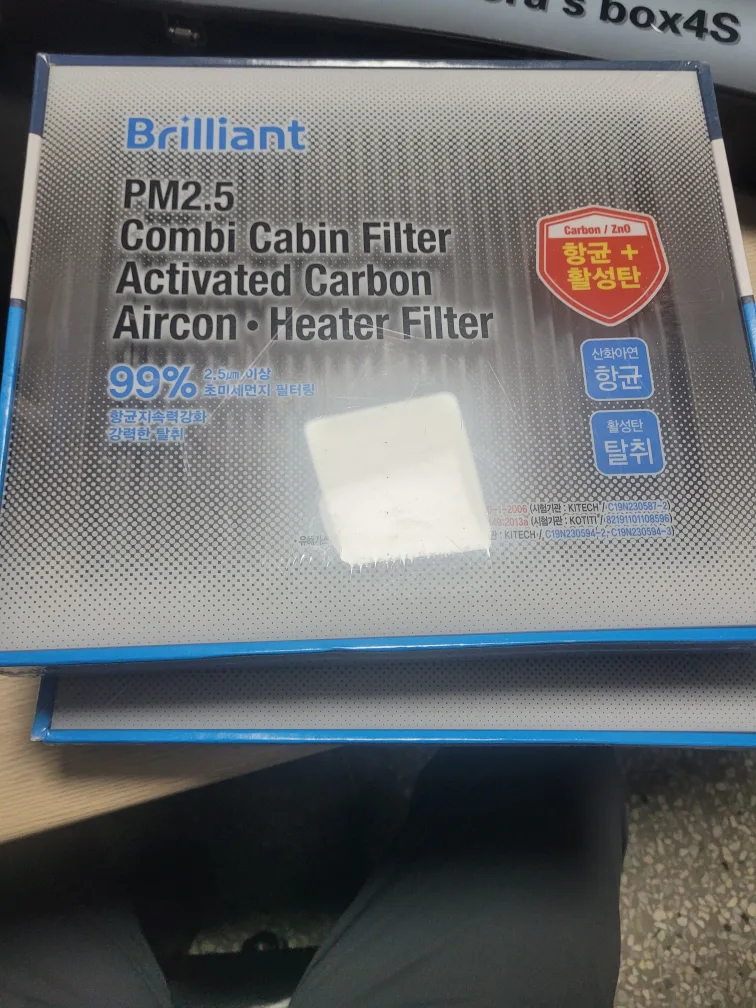 box4S
Brilliant
PM2.5
Combi Cabin Filter
Activated Carbon
Aircon • Heater Filter
Carbon / ZnO
항균 +
활성탄
99% 2.5㎛ 이상
초미세먼지 필터링
항균지속력강화
강력한 탈취
산화아연
항균
활성탄
탈취
(시험기관 : KITECH / C19N230587-2)
(시험기관 : KOTITI / 82191101108596)
: KITECH / C19N230594-2, C19N230594-3)